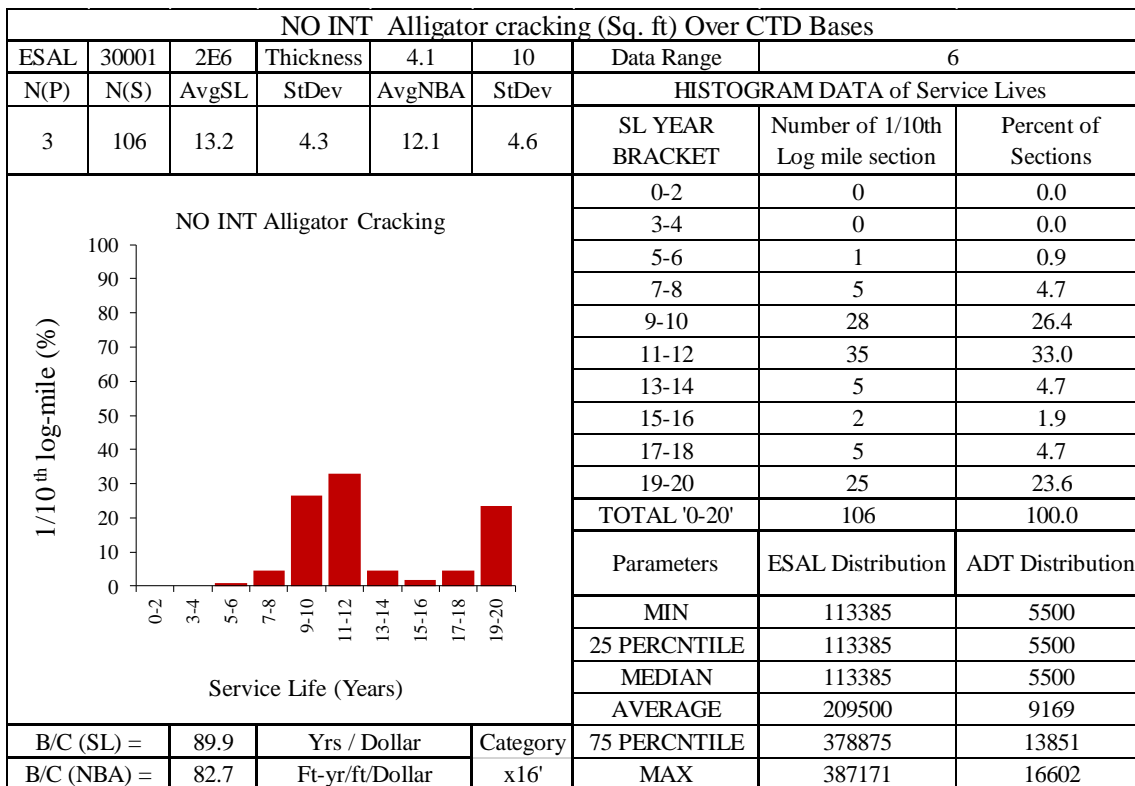 NO INT Alligator cracking (Sq. ft) Over CTD Bases
ESAL 30001 2E6 Thickness 4.1 10 Data Range 6
N(P) N(S) AvgSL StDev AvgNBA StDev HISTOGRAM DATA of Service Lives
3 106 13.2 4.3 12.1 4.6
SL YEAR BRACKET Number of 1/10th Log mile section Percent of Sections
0-2 0 0.0
3-4 0 0.0
5-6 1 0.9
7-8 5 4.7
9-10 28 26.4
11-12 35 33.0
13-14 5 4.7
15-16 2 1.9
17-18 5 4.7
19-20 25 23.6
TOTAL '0-20' 106 100.0
Parameters ESAL Distribution ADT Distribution
MIN 113385 5500
25 PERCNTILE 113385 5500
MEDIAN 113385 5500
AVERAGE 209500 9169
75 PERCNTILE 378875 13851
MAX 387171 16602
NO INT Alligator Cracking
1/10 th log-mile (%)
100
90
80
70
60
50
40
30
20
10
0
0-2 3-4 5-6 7-8 9-10 11-12 13-14 15-16 17-18 19-20
Service Life (Years)
B/C (SL) = 89.9 Yrs / Dollar Category
B/C (NBA) = 82.7 Ft-yr/ft/Dollar x16'